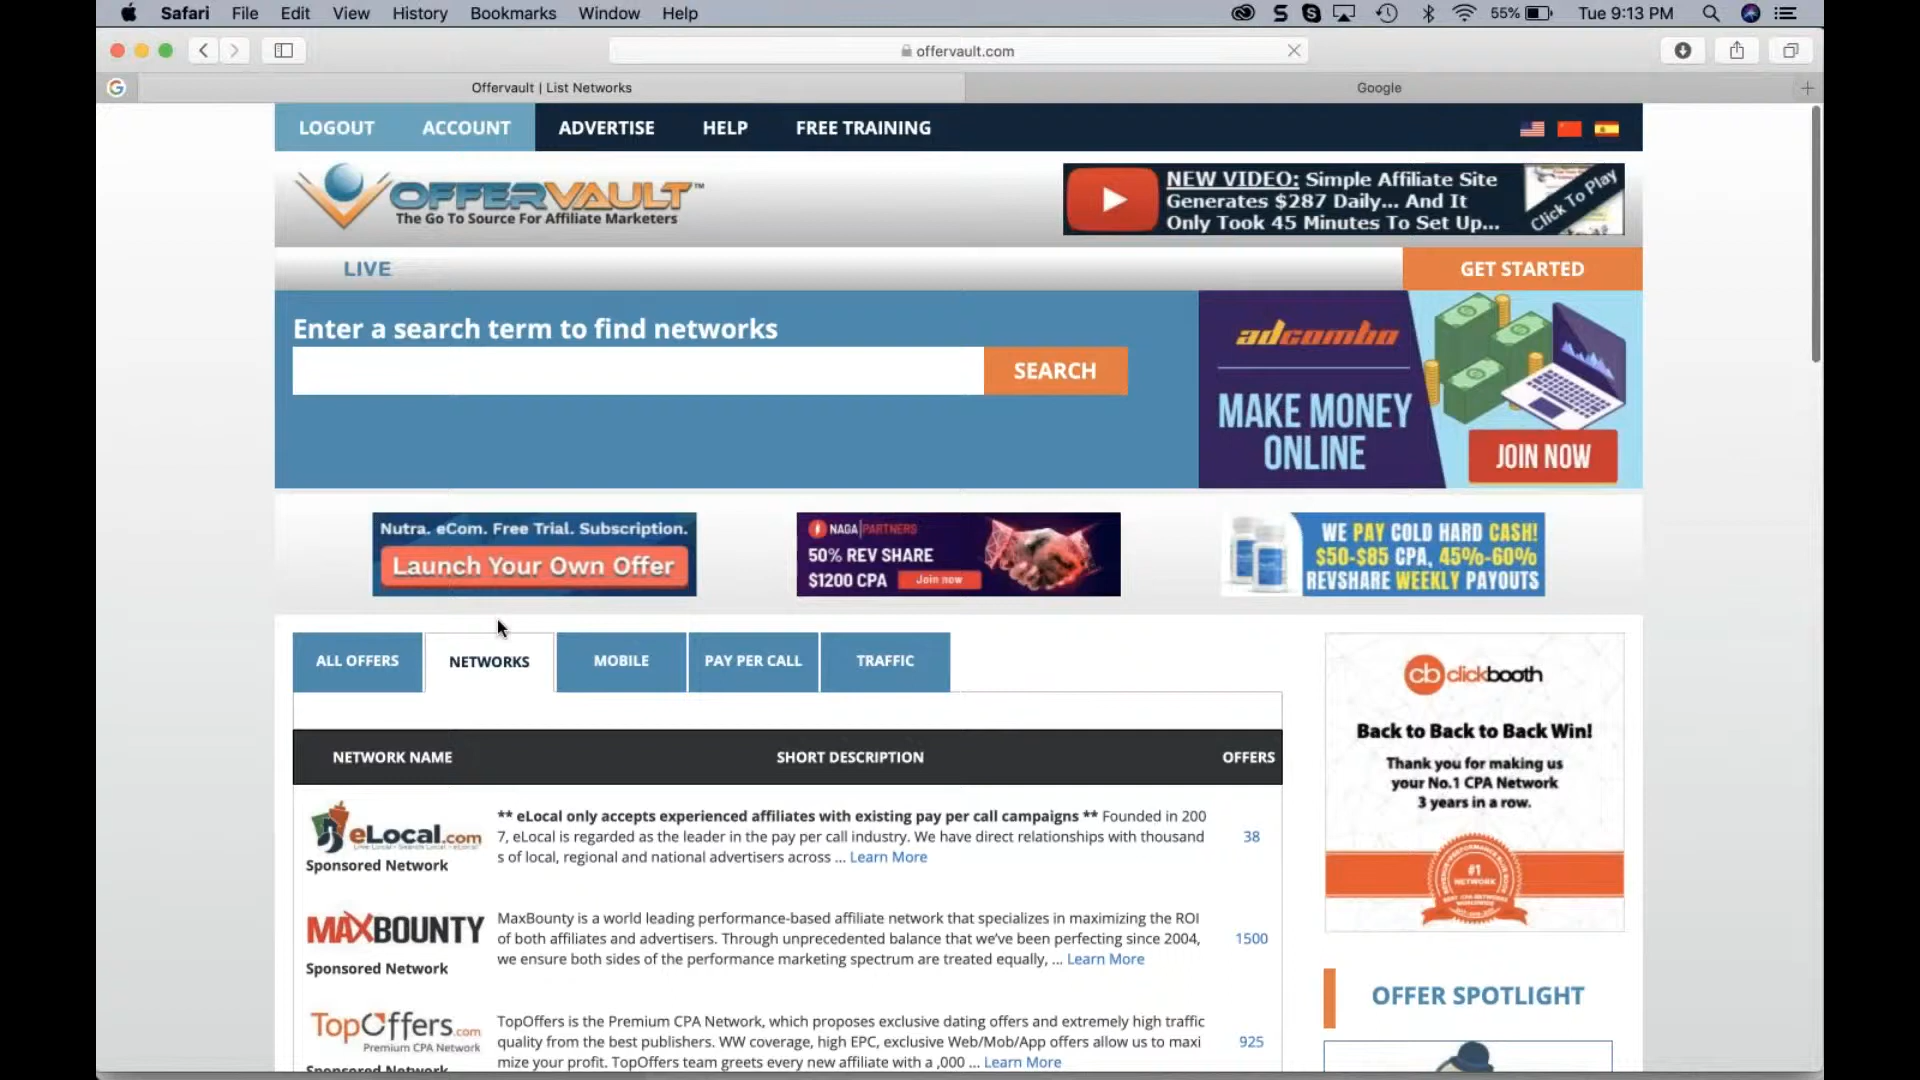 Safari File Edit View History Bookmarks Window Help 55% Tue 9:13 PM
offervault.com
Offervault | List Networks Google
LOGOUT ACCOUNT ADVERTISE HELP FREE TRAINING
OFFERVAULT™
The Go To Source For Affiliate Marketers
NEW VIDEO: Simple Affiliate Site
Generates $287 Daily... And It
Only Took 45 Minutes To Set Up...
Click To Play
LIVE
GET STARTED
Enter a search term to find networks
SEARCH
adcombo
MAKE MONEY
ONLINE
JOIN NOW
Nutra. eCom. Free Trial. Subscription.
Launch Your Own Offer
NAGA|PARTNERS
50% REV SHARE
$1200 CPA Join now
WE PAY COLD HARD CASH!
$50-$85 CPA, 45%-60%
REVSHARE WEEKLY PAYOUTS
ALL OFFERS NETWORKS MOBILE PAY PER CALL TRAFFIC
NETWORK NAME SHORT DESCRIPTION OFFERS
eLocal.com
Sponsored Network
** eLocal only accepts experienced affiliates with existing pay per call campaigns ** Founded in 200
7, eLocal is regarded as the leader in the pay per call industry. We have direct relationships with thousand
s of local, regional and national advertisers across ... Learn More
38
MAXBOUNTY
Sponsored Network
MaxBounty is a world leading performance-based affiliate network that specializes in maximizing the ROI
of both affiliates and advertisers. Through unprecedented balance that we've been perfecting since 2004,
we ensure both sides of the performance marketing spectrum are treated equally, ... Learn More
1500
TopOffers.com
Premium CPA Network
Sponsored Network
TopOffers is the Premium CPA Network, which proposes exclusive dating offers and extremely high traffic
quality from the best publishers. WW coverage, high EPC, exclusive Web/Mob/App offers allow us to maxi
mize your profit. TopOffers team greets every new affiliate with a ,000 ... Learn More
925
cb clickbooth
Back to Back to Back Win!
Thank you for making us
your No.1 CPA Network
3 years in a row.
#1
NETWORK
OFFER SPOTLIGHT